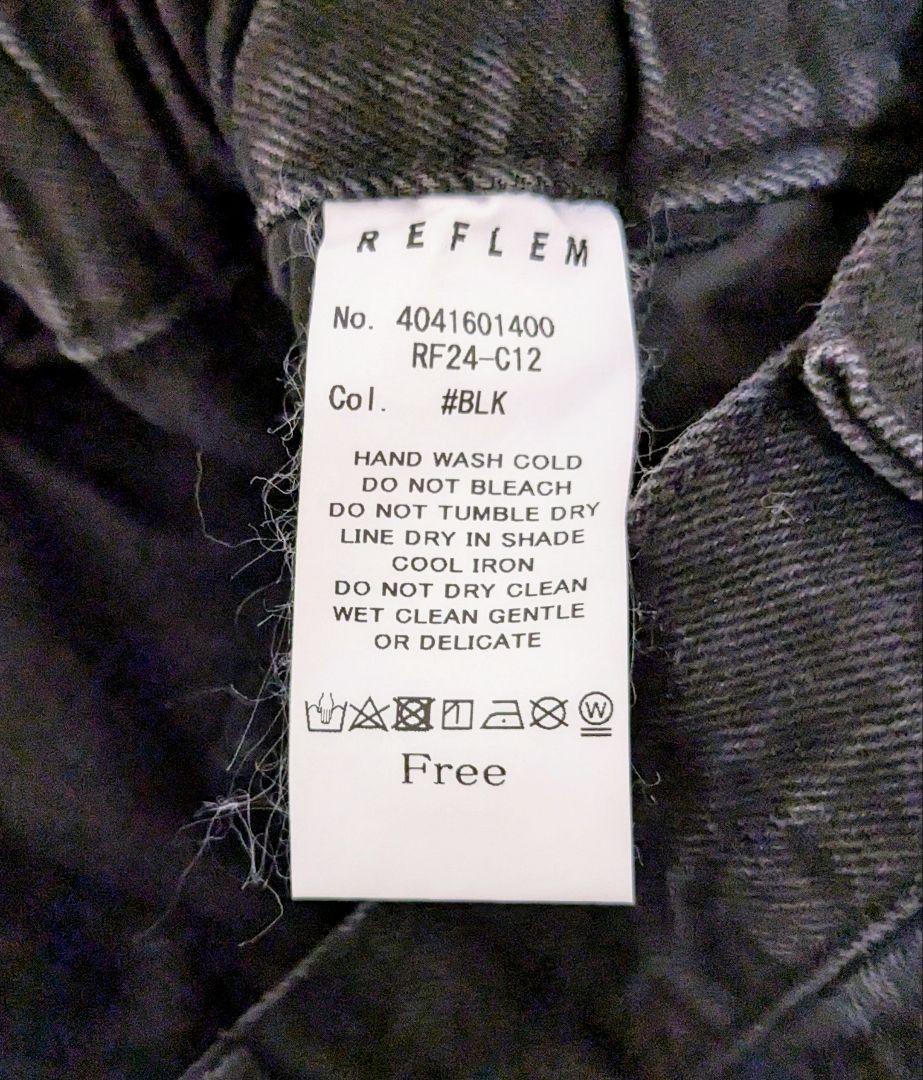 REFLEM
No. 4041601400
RF24-C12
Col. #BLK
HAND WASH COLD
DO NOT BLEACH
DO NOT TUMBLE DRY
LINE DRY IN SHADE
COOL IRON
DO NOT DRY CLEAN
WET CLEAN GENTLE
OR DELICATE
W
Free